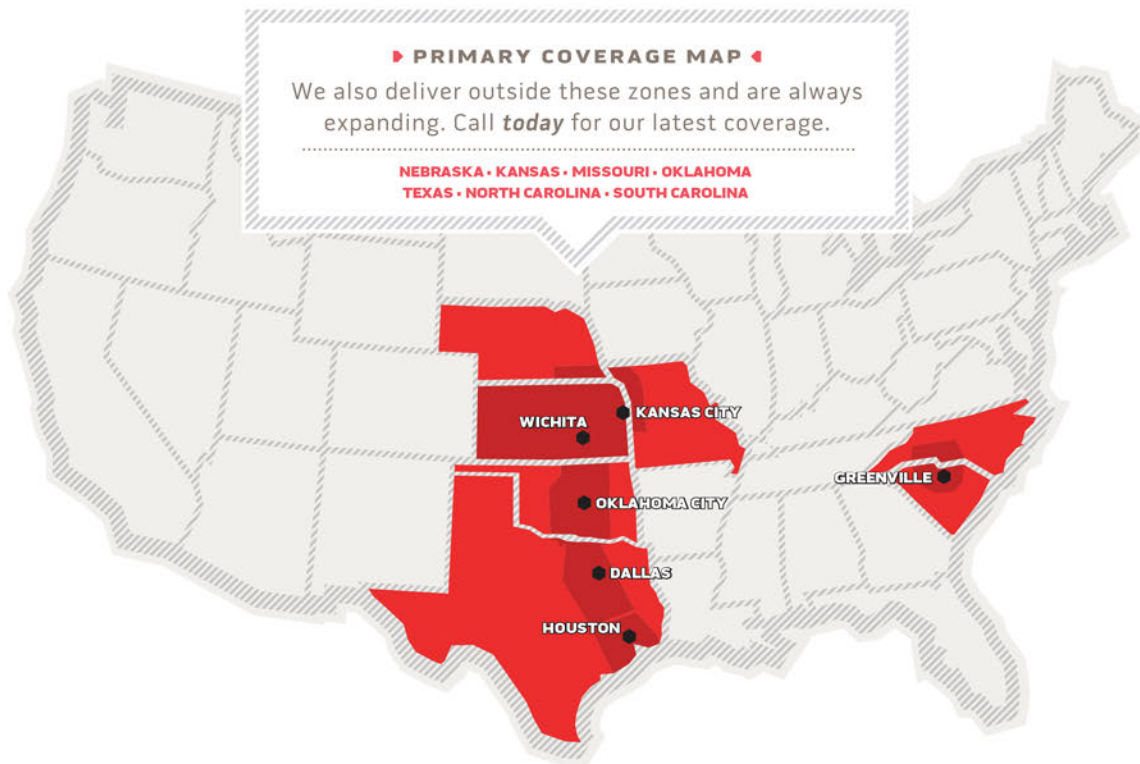 PRIMARY COVERAGE MAP
We also deliver outside these zones and are always
expanding. Call today for our latest coverage.
NEBRASKA • KANSAS • MISSOURI • OKLAHOMA
TEXAS • NORTH CAROLINA • SOUTH CAROLINA
KANSAS CITY
WICHITA
GREENVILLE
OKLAHOMA CITY
DALLAS
HOUSTON